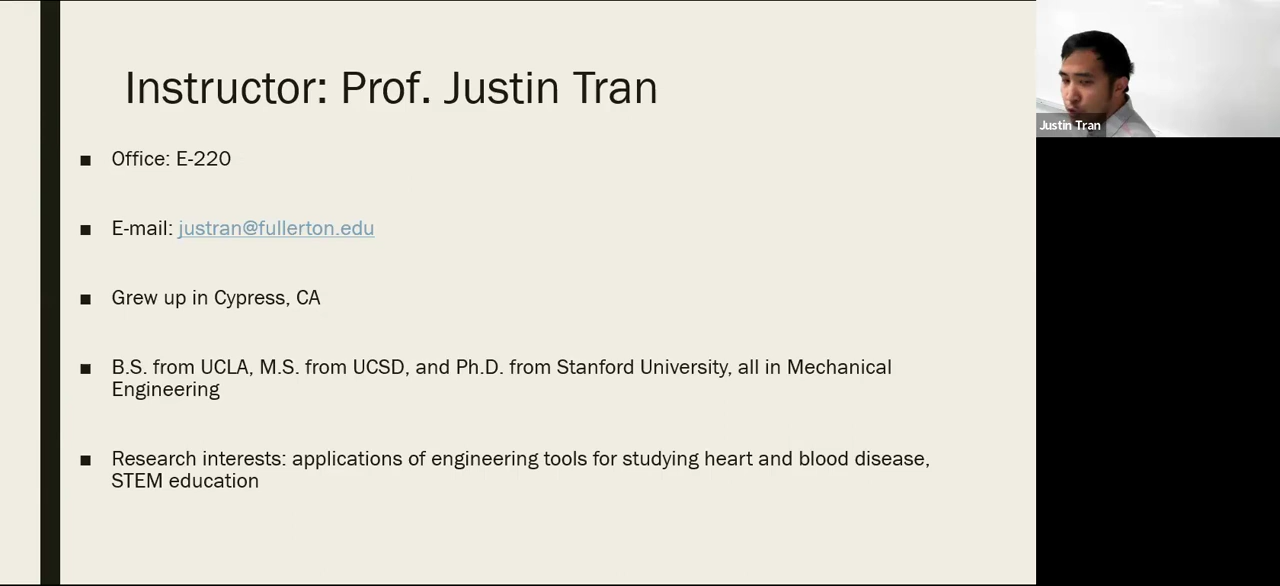 Instructor: Prof. Justin Tran
■ Office: E-220
■ E-mail: justran@fullerton.edu
■ Grew up in Cypress, CA
■ B.S. from UCLA, M.S. from UCSD, and Ph.D. from Stanford University, all in Mechanical
Engineering
■ Research interests: applications of engineering tools for studying heart and blood disease,
STEM education
Justin Tran